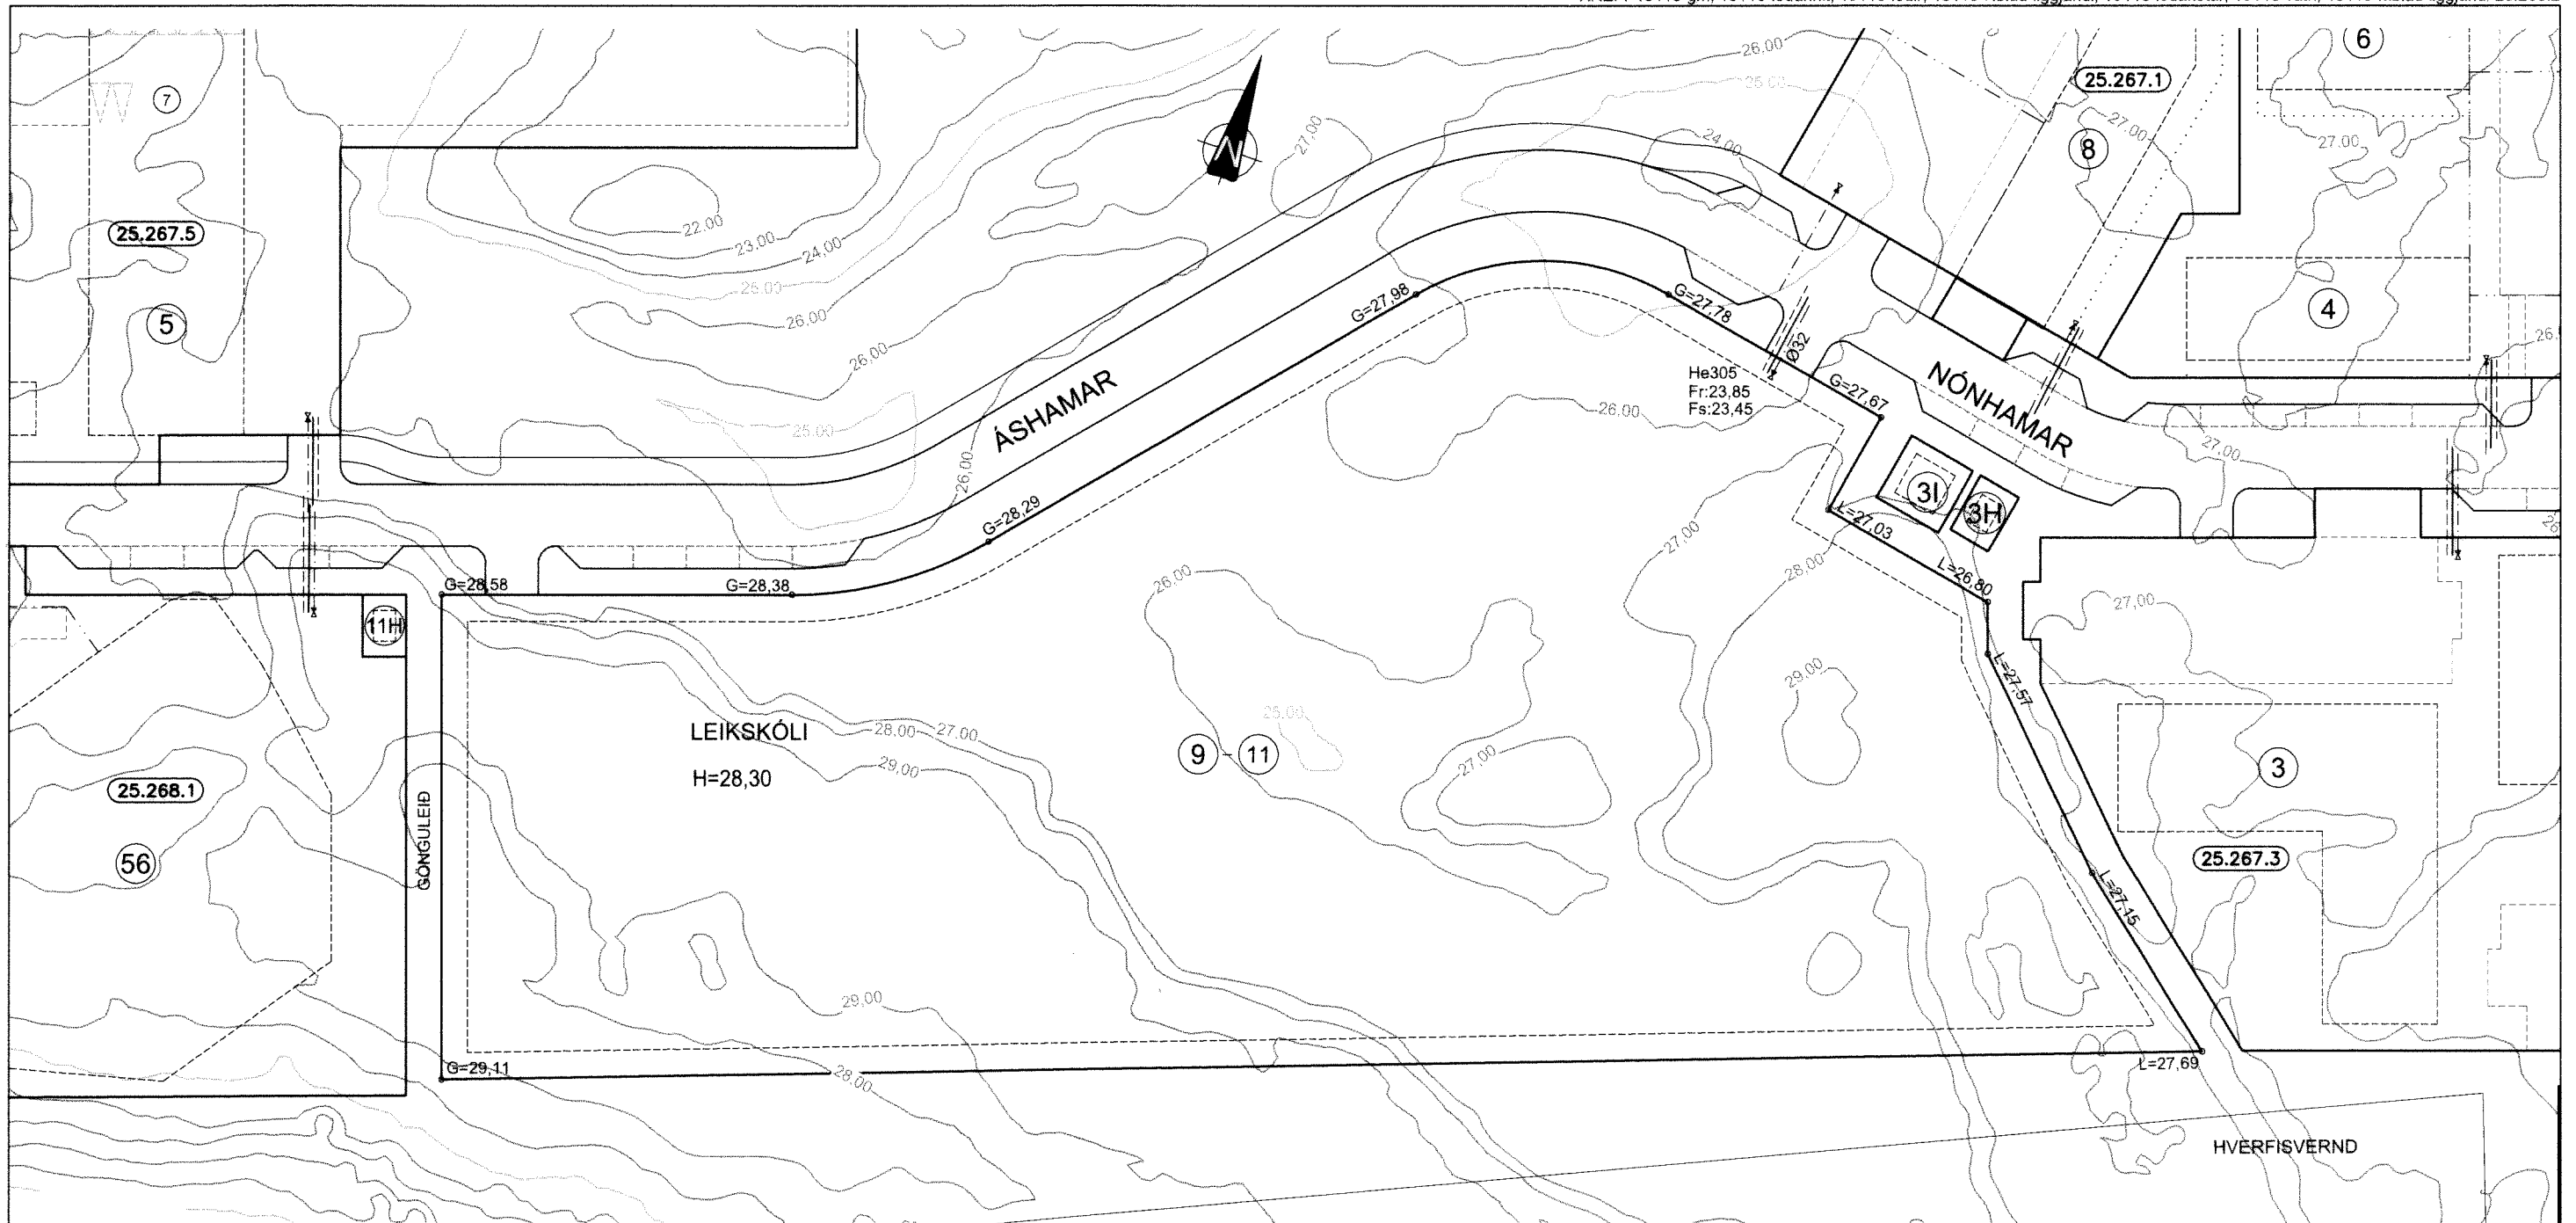 6
26,00
25.267.1
7
24,00
27,00
8
27,00
27.00
25.267.5
22.00
23,00
24,00
25.00
26,00
5
4
G=27,98
G=27,78
Ø32
26,00
ÁSHAMAR
NÓNHAMAR
He305
Fr:23,85
Fs:23,45
G=27,67
26.00
25.00
26,00
27,00
3I
3H
G=28,29
L=27,03
27,00
28,00
L=26,80
G=28,58
G=28,38
26,00
27,00
11H
L=27,57
29,00
LEIKSKÓLI
28.00
27.00
25.00
9 - 11
27,00
29,00
H=28,30
3
25.268.1
GÖNGULEIÐ
56
25.267.3
L=27,15
29,00
G=29,11
28,00
L=27,69
HVERFISVERND